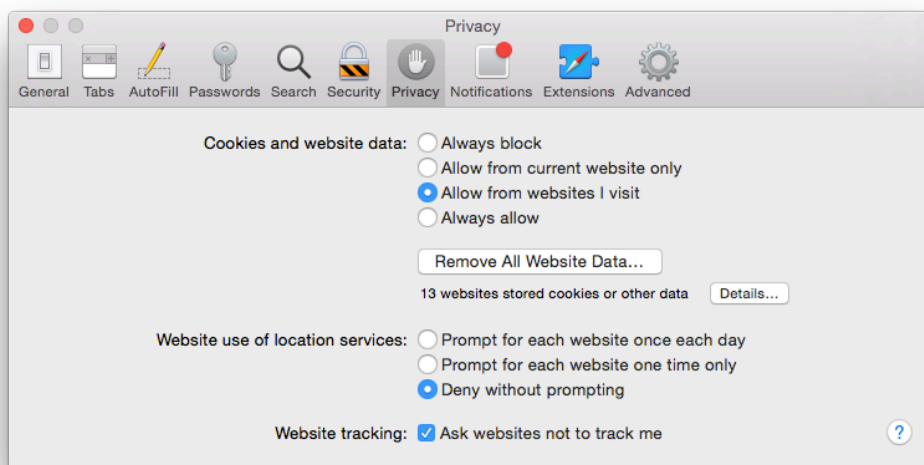 Privacy
General Tabs AutoFill Passwords Search Security Privacy Notifications Extensions Advanced
Cookies and website data: Always block
Allow from current website only
Allow from websites I visit
Always allow
Remove All Website Data...
13 websites stored cookies or other data Details...
Website use of location services: Prompt for each website once each day
Prompt for each website one time only
Deny without prompting
Website tracking: Ask websites not to track me ?